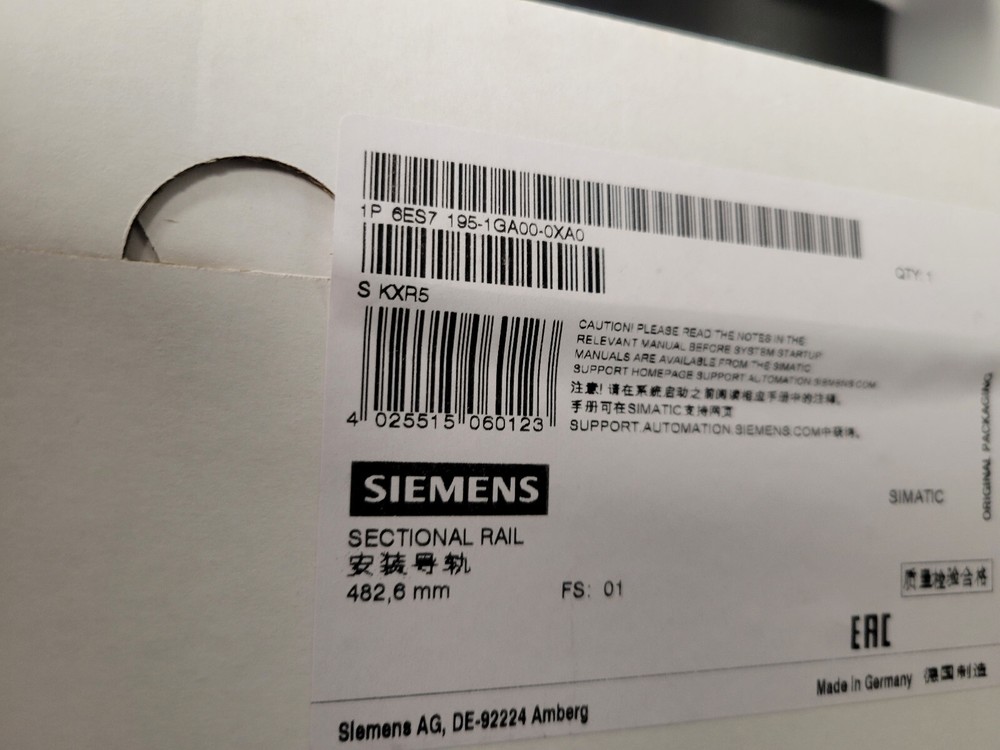 1P 6ES7 195-1GA00-0XA0
QTY: 1
S KXR5
CAUTION! PLEASE READ THE NOTES IN THE
RELEVANT MANUAL BEFORE SYSTEM STARTUP
MANUALS ARE AVAILABLE FROM THE SIMATIC
SUPPORT HOMEPAGE SUPPORT.AUTOMATION.SIEMENS.COM
注意! 请在系统启动之前阅读相应手册中的注释。
手册可在SIMATIC支持网页
SUPPORT.AUTOMATION.SIEMENS.COM中获得。
4 025515 060123
ORIGINAL PACKAGING
SIEMENS
SIMATIC
SECTIONAL RAIL
安装导轨
482,6 mm
FS: 01
质量检验合格
EAC
Made in Germany 德国制造
Siemens AG, DE-92224 Amberg